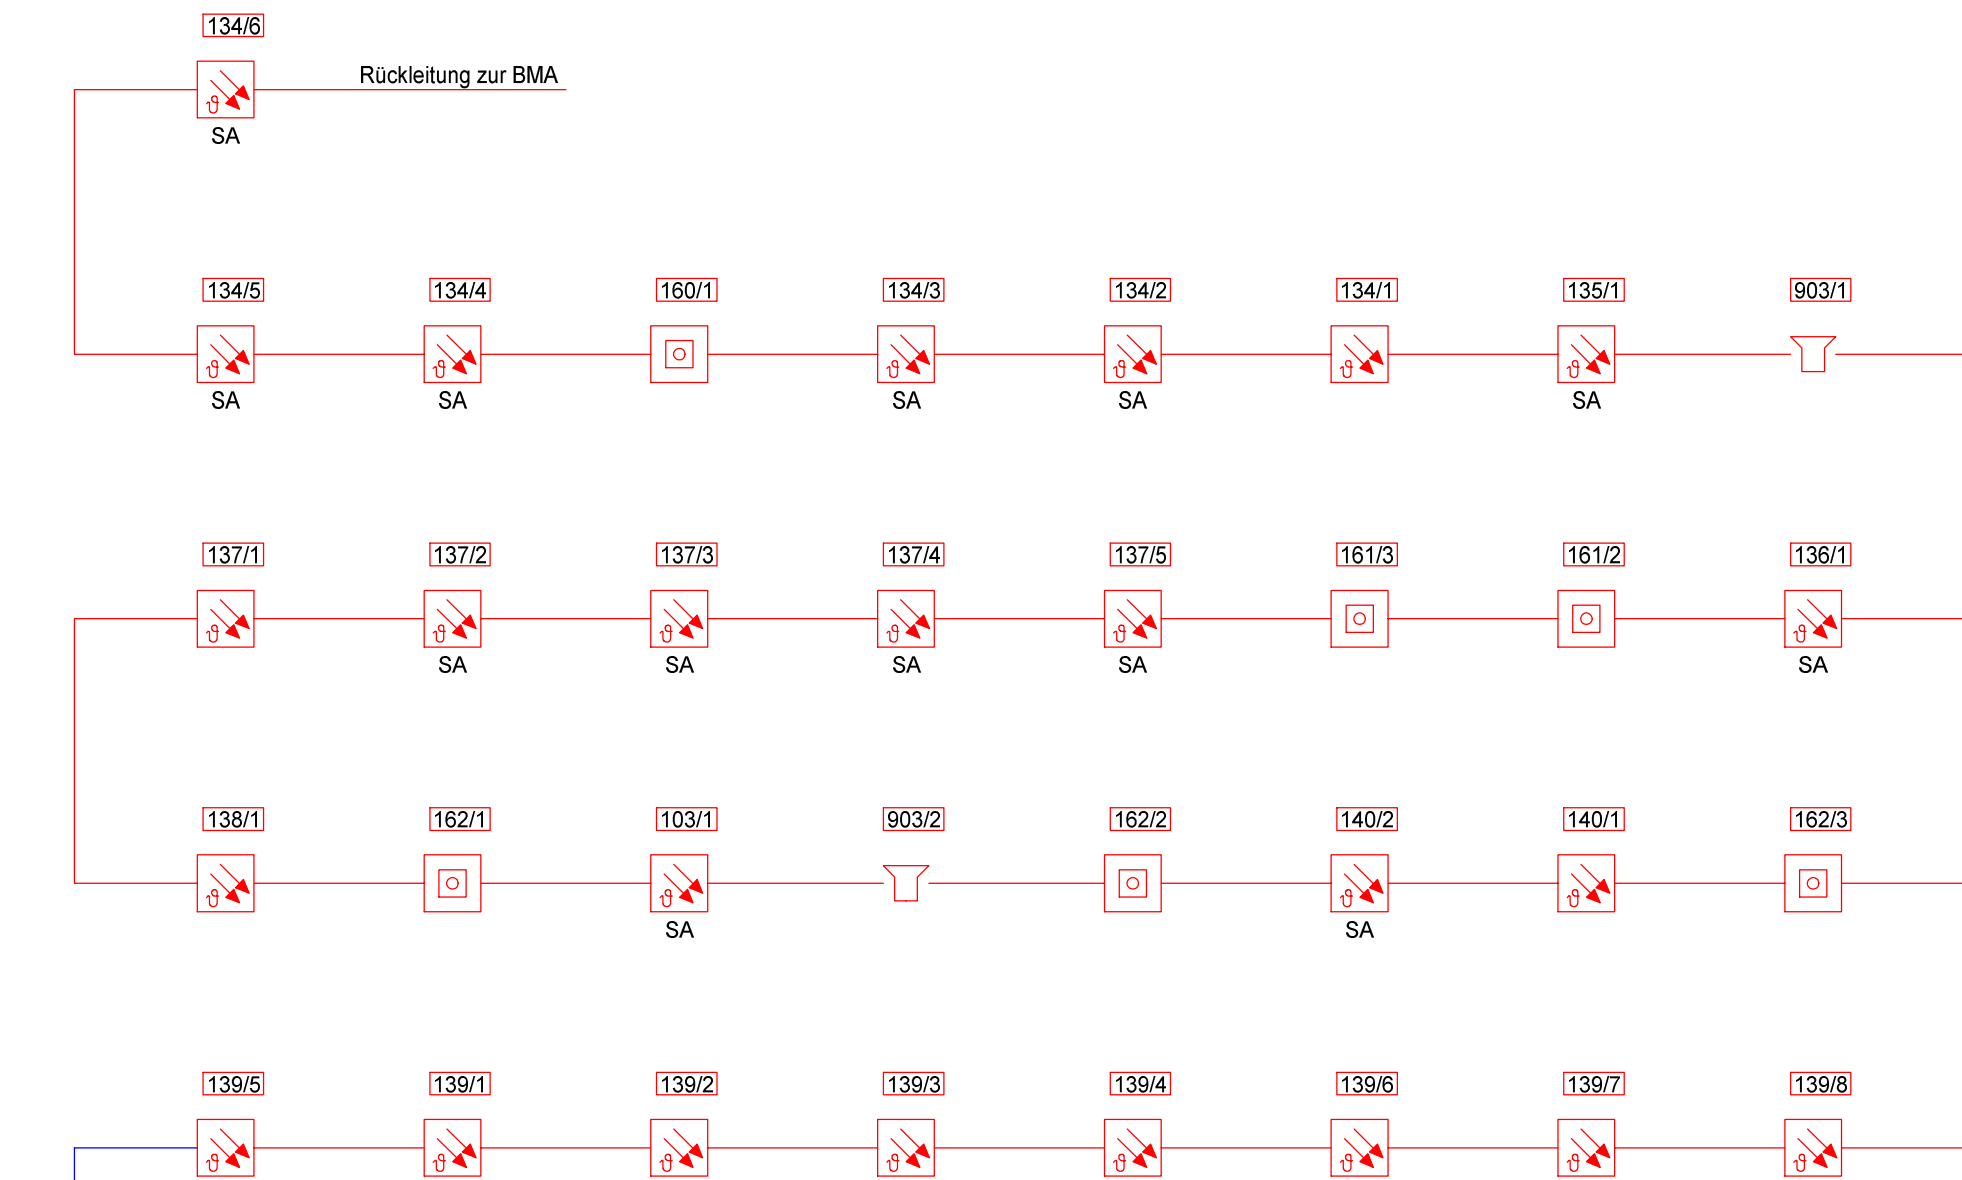 134/6
Rückleitung zur BMA
SA
134/5 134/4 160/1 134/3 134/2 134/1 135/1 903/1
SA SA SA SA SA
137/1 137/2 137/3 137/4 137/5 161/3 161/2 136/1
SA SA SA SA SA
138/1 162/1 103/1 903/2 162/2 140/2 140/1 162/3
SA SA
139/5 139/1 139/2 139/3 139/4 139/6 139/7 139/8